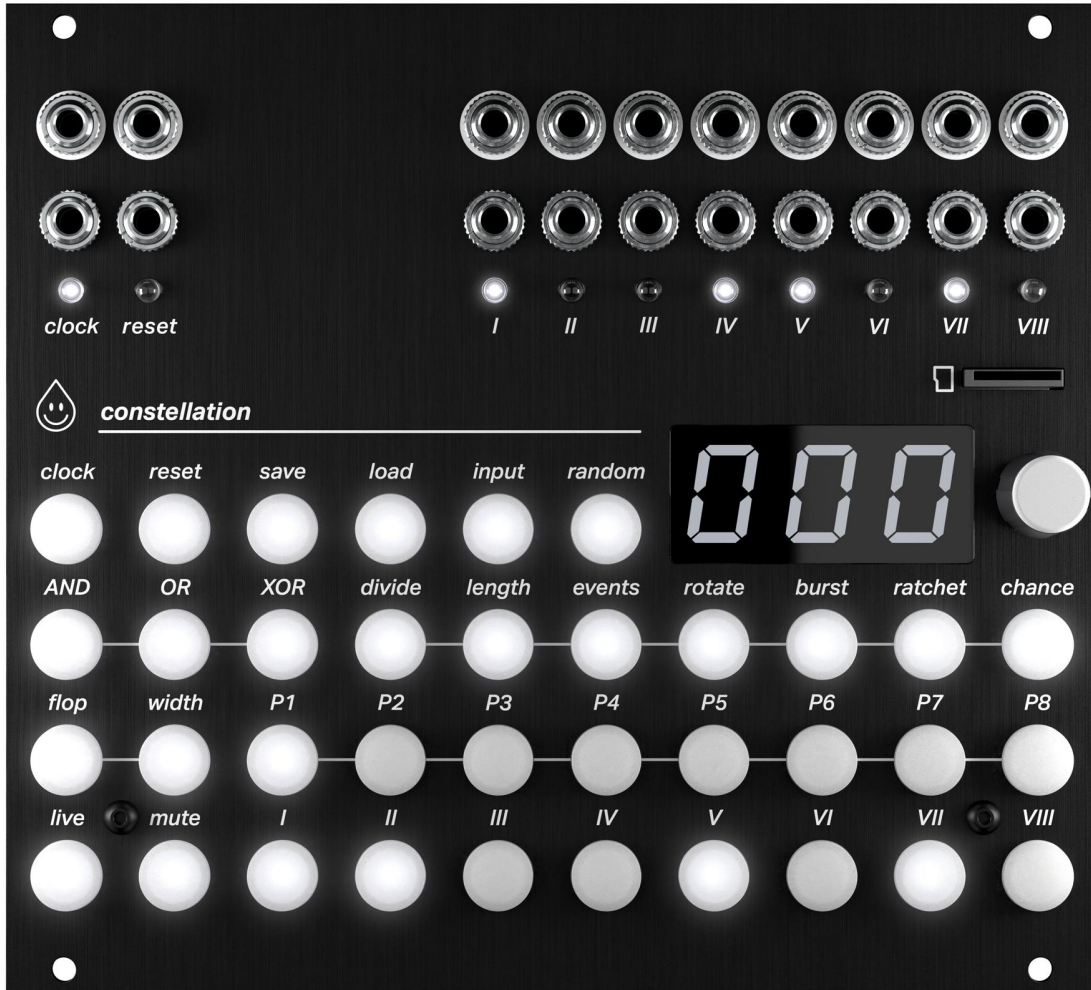 clock reset I II III IV V VI VII VIII
constellation
clock reset save load input random
000
AND OR XOR divide length events rotate burst ratchet chance
flop width P1 P2 P3 P4 P5 P6 P7 P8
live mute I II III IV V VI VII VIII